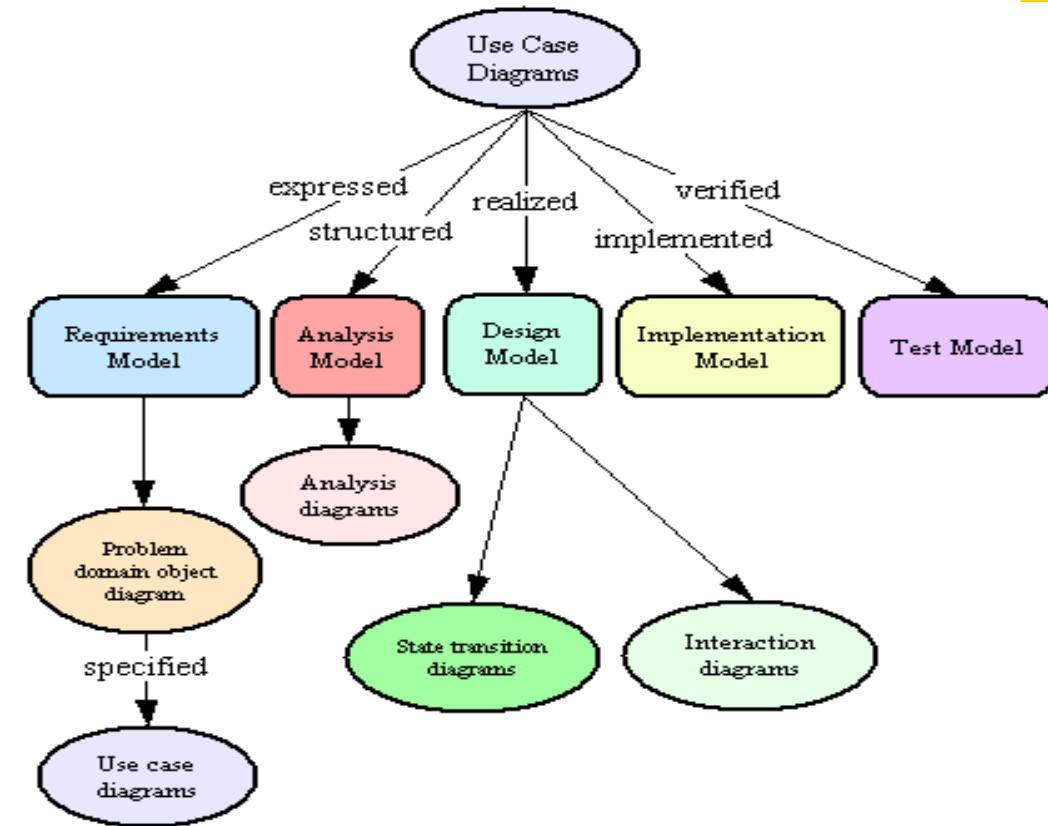 Use Case
Diagrams
expressed
structured
realized
implemented
verified
Requirements
Model
Analysis
Model
Design
Model
Implementation
Model
Test Model
Analysis
diagrams
Problem
domain object
diagram
specified
State transition
diagrams
Interaction
diagrams
Use case
diagrams